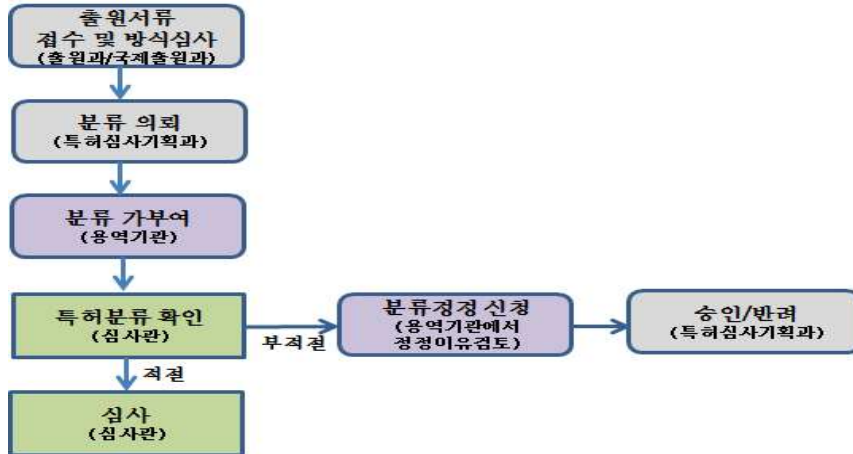 출원서류
접수 및 방식심사
(출원과/국제출원과)
분류 의뢰
(특허심사기획과)
분류 가부여
(용역기관)
특허분류 확인
(심사관)
부적절
분류정정 신청
(용역기관에서
정정이유검토)
승인/반려
(특허심사기획과)
적절
심사
(심사관)